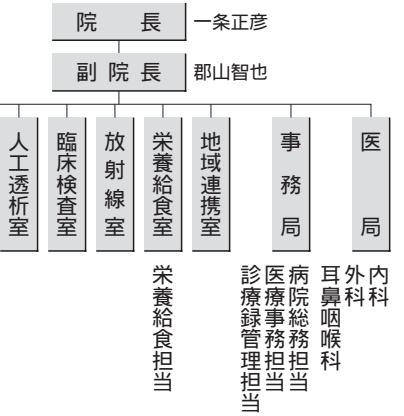 院長
一条正彦
副院長
郡山智也
医局
事務局
地域連携室
栄養給食室
放射線室
臨床検査室
人工透析室
内科
外科
耳鼻咽喉科
病院総務担当
医療事務担当
診療録管理担当
栄養給食担当